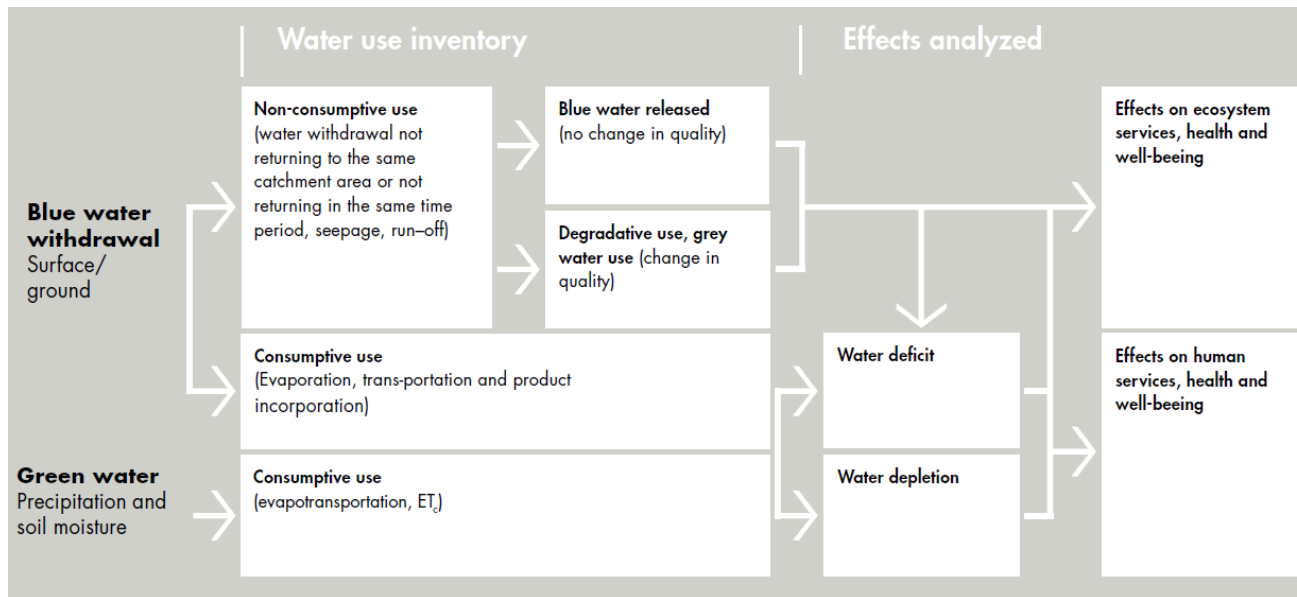 Water use inventory
Effects analyzed
Blue water
withdrawal
Surface/
ground
Non-consumptive use
(water withdrawal not
returning to the same
catchment area or not
returning in the same time
period, seepage, run–off)
Blue water released
(no change in quality)
Degradative use, grey
water use (change in
quality)
Effects on ecosystem
services, health and
well-beeing
Consumptive use
(Evaporation, trans-portation and product
incorporation)
Water deficit
Effects on human
services, health and
well-beeing
Green water
Precipitation and
soil moisture
Consumptive use
(evapotransportation, ETc)
Water depletion